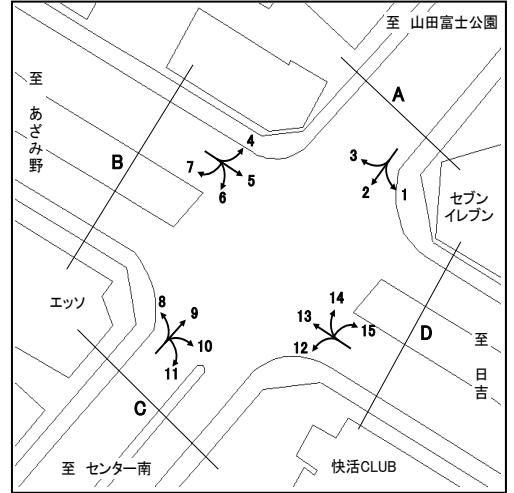 至 山田富士公園
A
至 あざみ野
B
4
7
5
6
3
2
1
セブン
イレブン
エッソ
8
9
10
11
14
13
15
12
D
至 日吉
C
至 センター南
快活CLUB